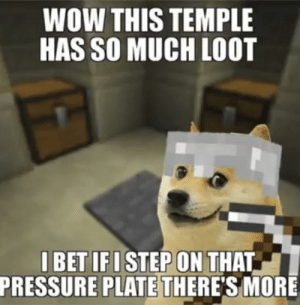 WOW THIS TEMPLE
HAS SO MUCH LOOT
I BET IF I STEP ON THAT
PRESSURE PLATE THERE'S MORE